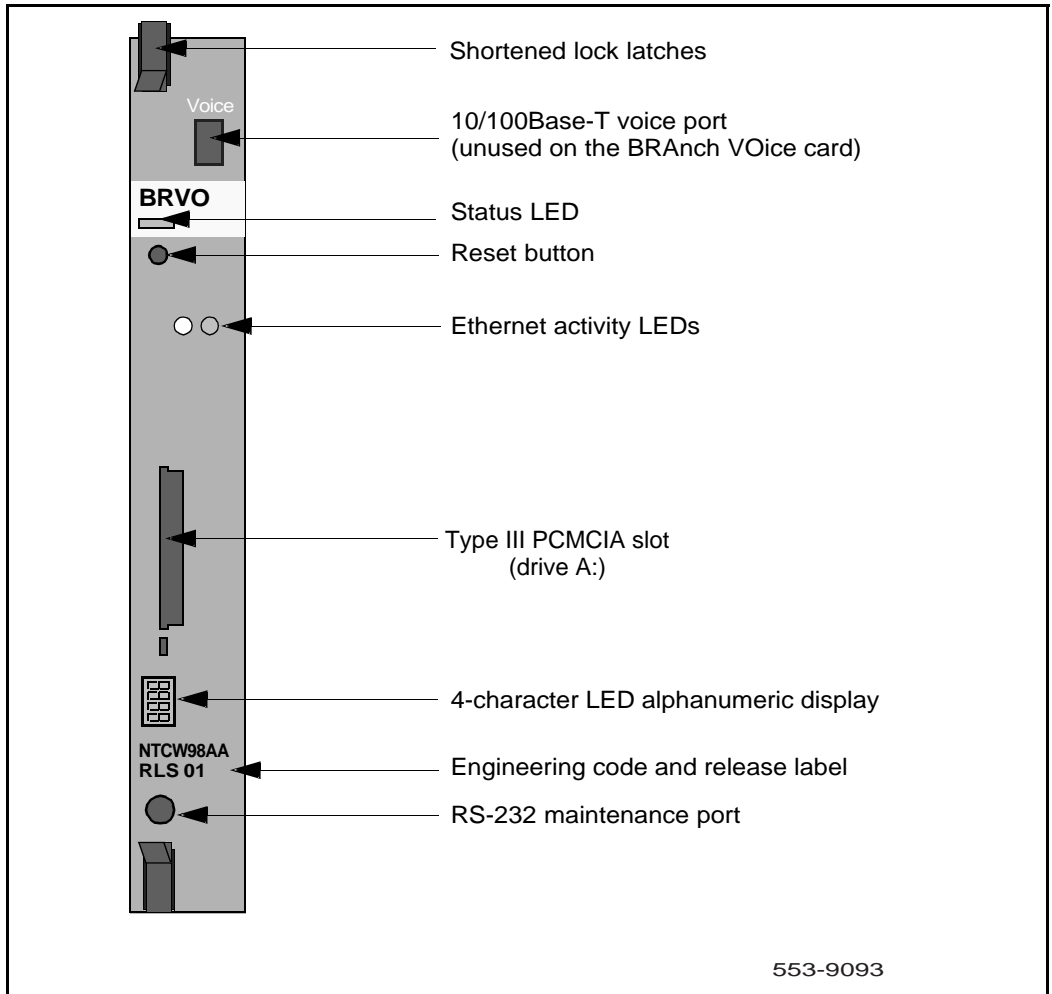 Shortened lock latches
Voice
10/100Base-T voice port
(unused on the BRAnch VOice card)
BRVO
Status LED
Reset button
Ethernet activity LEDs
Type III PCMCIA slot
(drive A:)
4-character LED alphanumeric display
NTCW98AA
RLS 01
Engineering code and release label
RS-232 maintenance port
553-9093